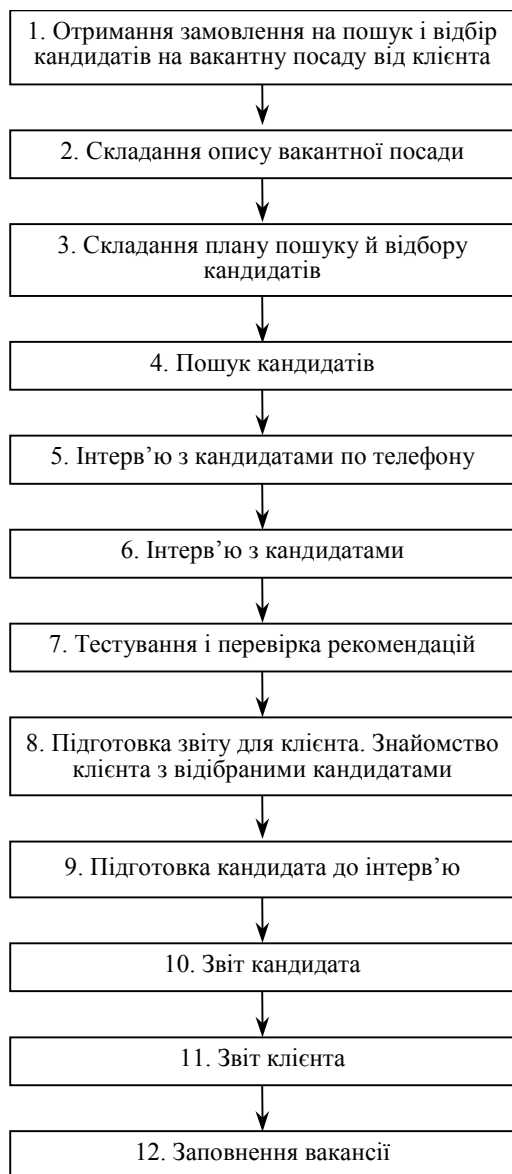 1. Отримання замовлення на пошук і відбір
кандидатів на вакантну посаду від клієнта
2. Складання опису вакантної посади
3. Складання плану пошуку й відбору
кандидатів
4. Пошук кандидатів
5. Інтерв’ю з кандидатами по телефону
6. Інтерв’ю з кандидатами
7. Тестування і перевірка рекомендацій
8. Підготовка звіту для клієнта. Знайомство
клієнта з відібраними кандидатами
9. Підготовка кандидата до інтерв’ю
10. Звіт кандидата
11. Звіт клієнта
12. Заповнення вакансії